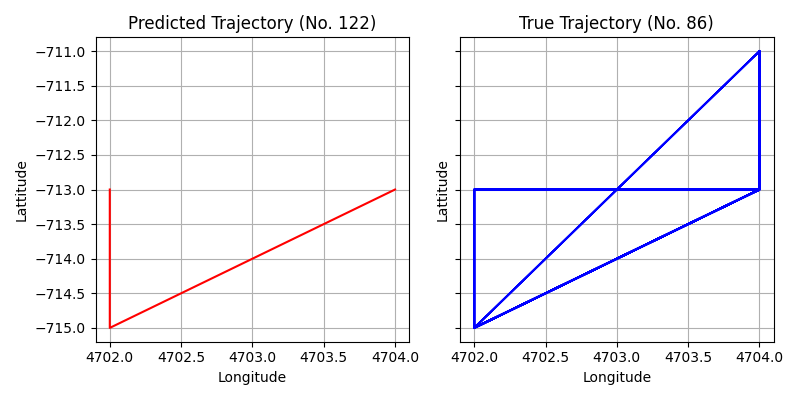 Predicted Trajectory (No. 122)
True Trajectory (No. 86)
−711.0
−711.5
−712.0
−712.5
−713.0
−713.5
−714.0
−714.5
−715.0
Lattitude
Lattitude
4702.0 4702.5 4703.0 4703.5 4704.0
4702.0 4702.5 4703.0 4703.5 4704.0
Longitude
Longitude